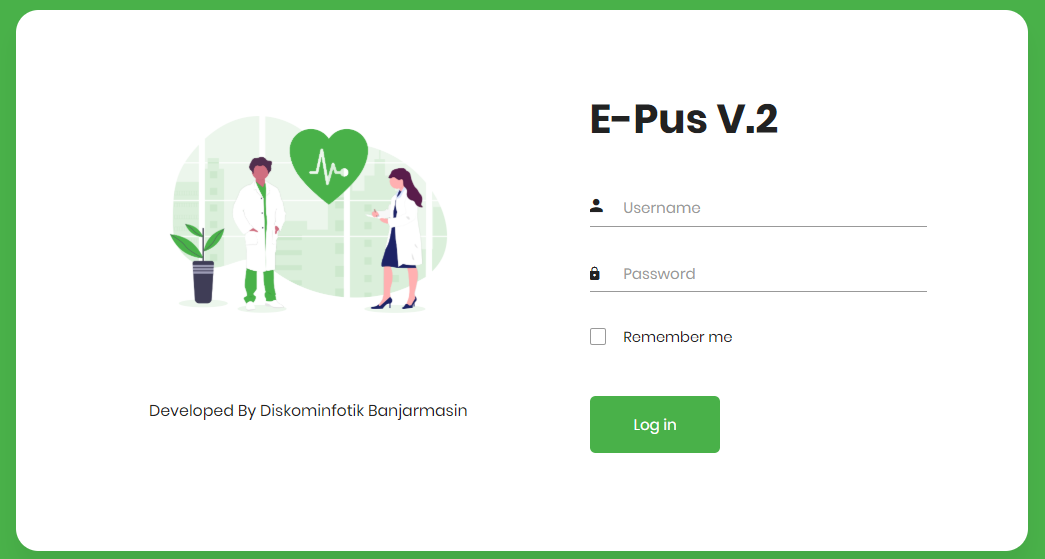 E-Pus V.2
Username
Password
Remember me
Log in
Developed By Diskominfotik Banjarmasin